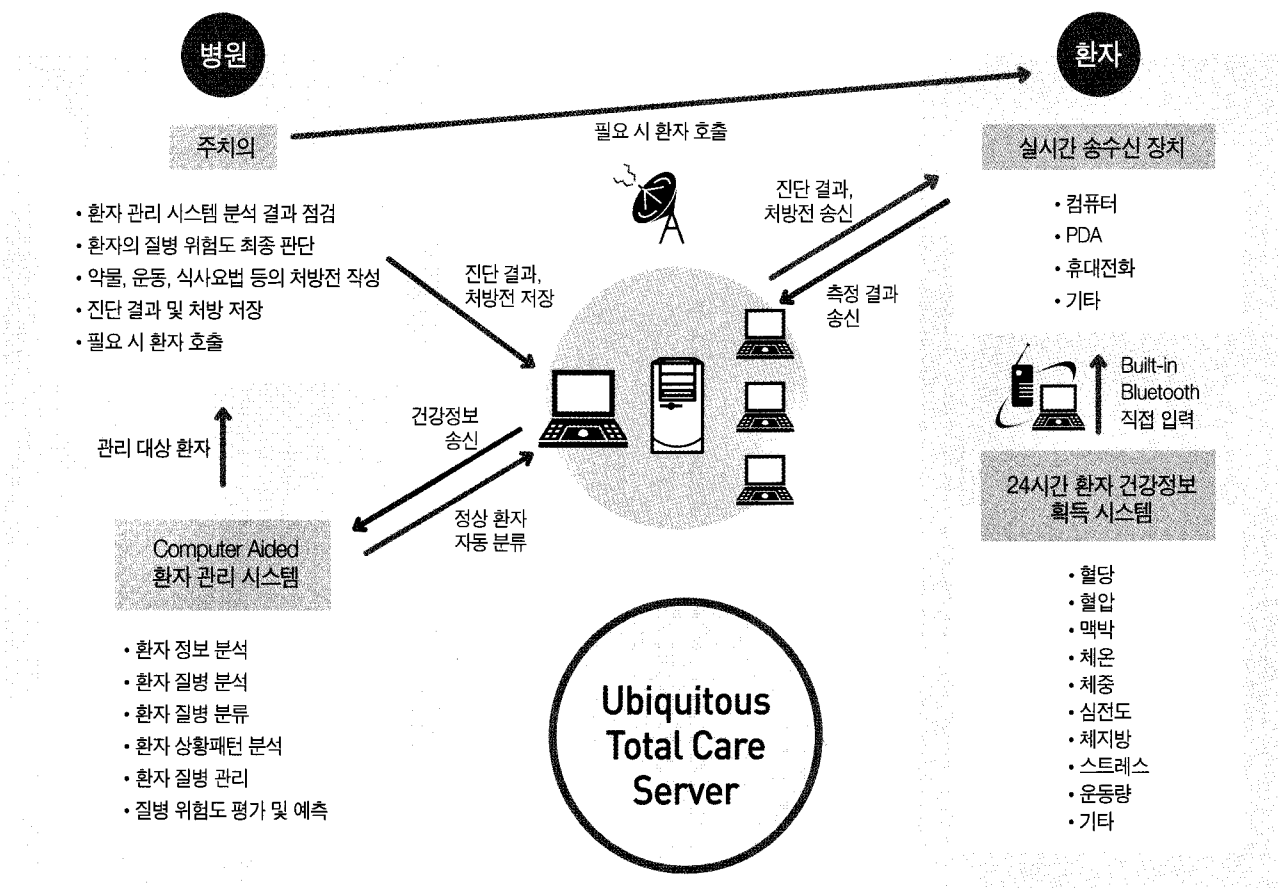 병원
주치의
• 환자 관리 시스템 분석 결과 점검
• 환자의 질병 위험도 최종 판단
• 약물, 운동, 식사요법 등의 처방전 작성
• 진단 결과 및 처방 저장
• 필요 시 환자 호출
관리 대상 환자
Computer Aided
환자 관리 시스템
• 환자 정보 분석
• 환자 질병 분석
• 환자 질병 분류
• 환자 상황패턴 분석
• 환자 질병 관리
• 질병 위험도 평가 및 예측
필요 시 환자 호출
진단 결과,
처방전 저장
건강정보
송신
정상 환자
자동 분류
진단 결과,
처방전 송신
측정 결과
송신
Ubiquitous
Total Care
Server
환자
실시간 송수신 장치
• 컴퓨터
• PDA
• 휴대전화
• 기타
Built-in
Bluetooth
직접 입력
24시간 환자 건강정보
획득 시스템
• 혈당
• 혈압
• 맥박
• 체온
• 체중
• 심전도
• 체지방
• 스트레스
• 운동량
• 기타